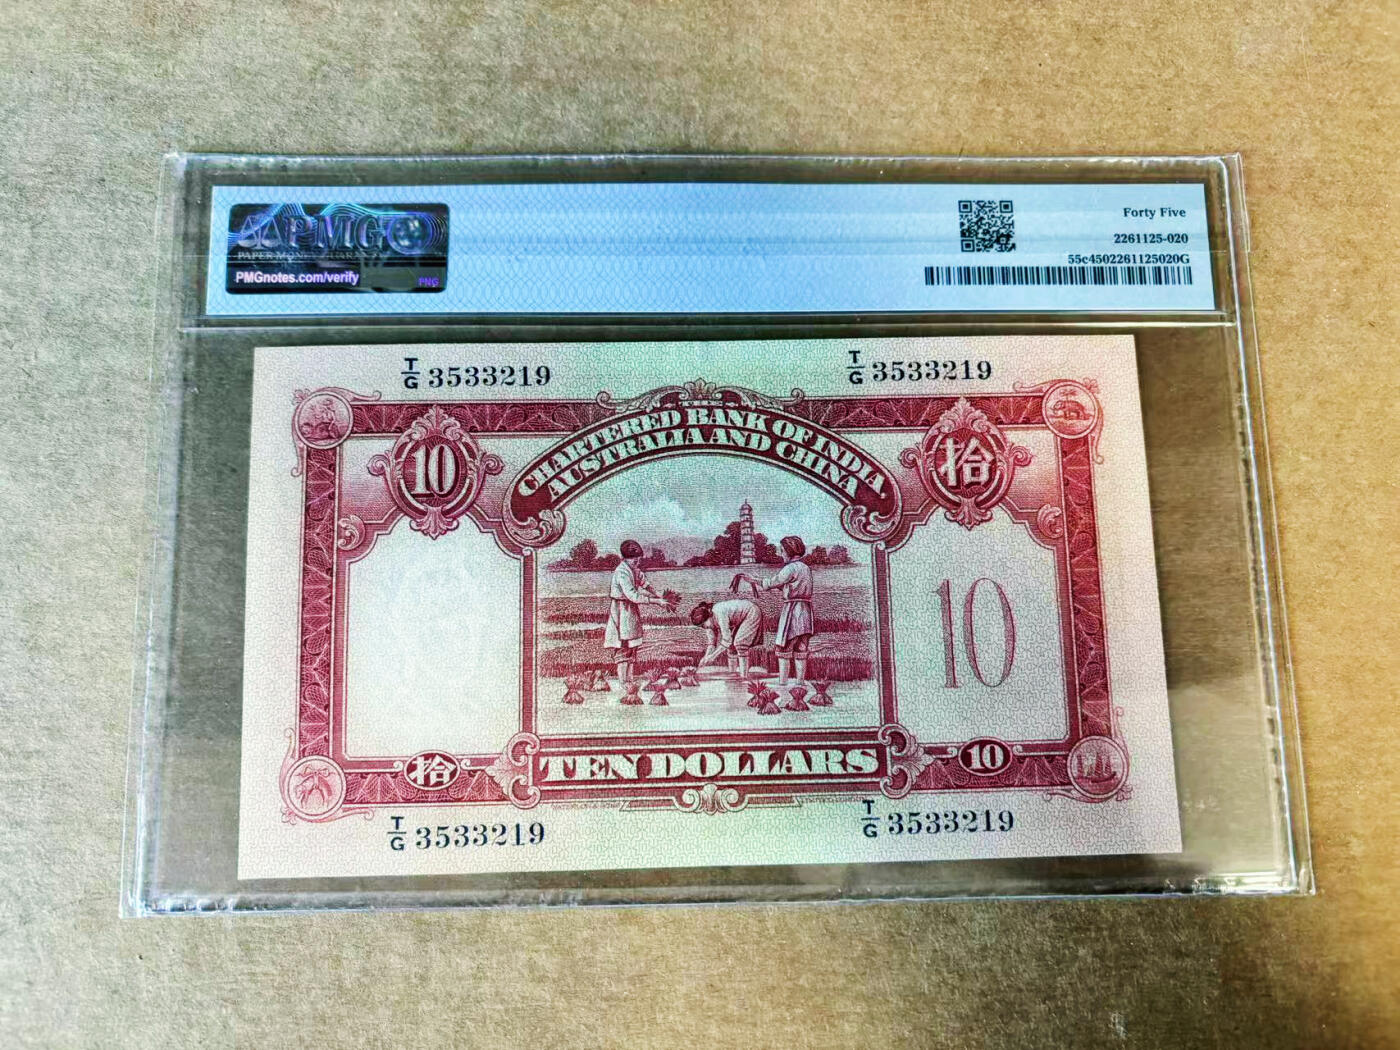 PMG
PAPER MONEY GUARANTY
PMGnotes.com/verify
PMG
Forty Five
2261125-020
55c4502261125020G
T/G 3533219
T/G 3533219
THE
CHARTERED BANK OF INDIA,
AUSTRALIA AND CHINA
10
拾
10
拾
TEN DOLLARS
10
T/G 3533219
T/G 3533219